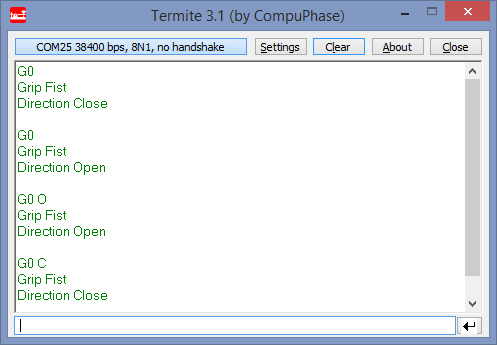 Termite 3.1 (by CompuPhase)
COM25 38400 bps, 8N1, no handshake Settings Clear About Close
G0
Grip Fist
Direction Close
G0
Grip Fist
Direction Open
G0 O
Grip Fist
Direction Open
G0 C
Grip Fist
Direction Close